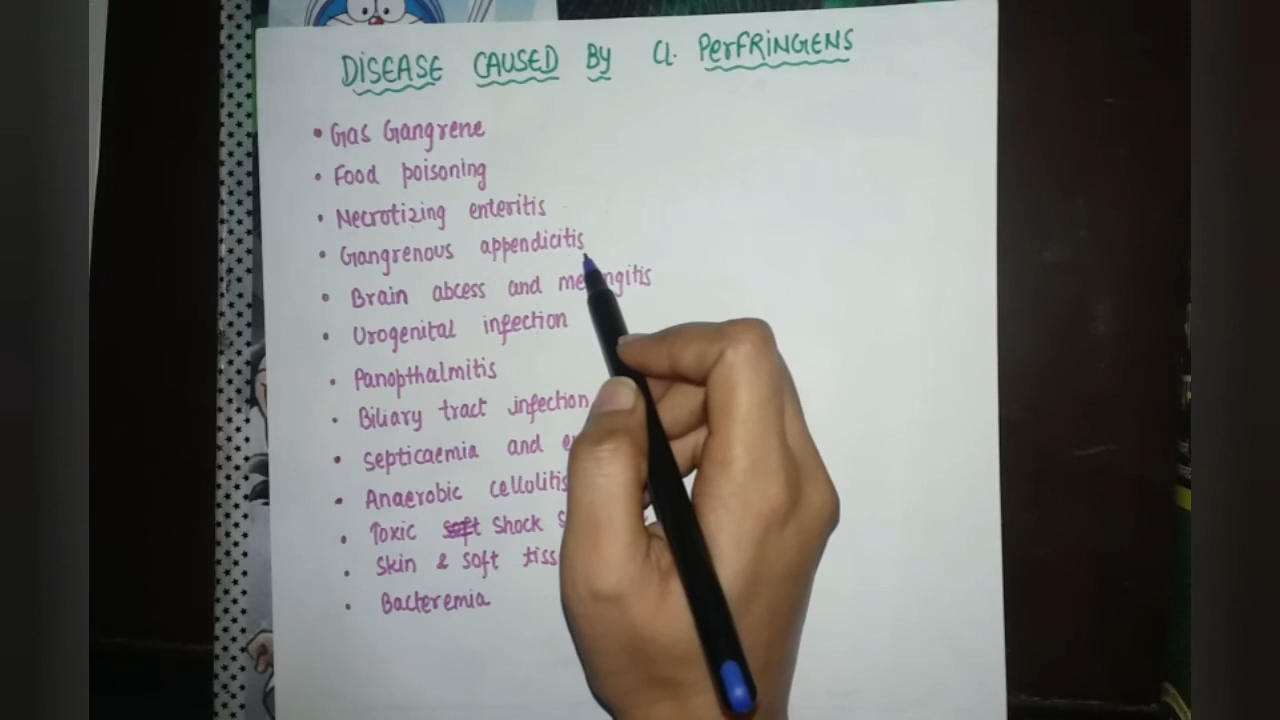 DISEASE CAUSED BY Cl. PerFRINGENS
• Gas Gangrene
• Food poisoning
• Necrotizing enteritis
• Gangrenous appendicitis
• Brain abcess and
• Urogenital infection
• Panopthalmitis
• Biliary tract infection
• septicaemia and
• Anaerobic cellulitis
• Toxic shock
• Skin & soft
• Bacteremia